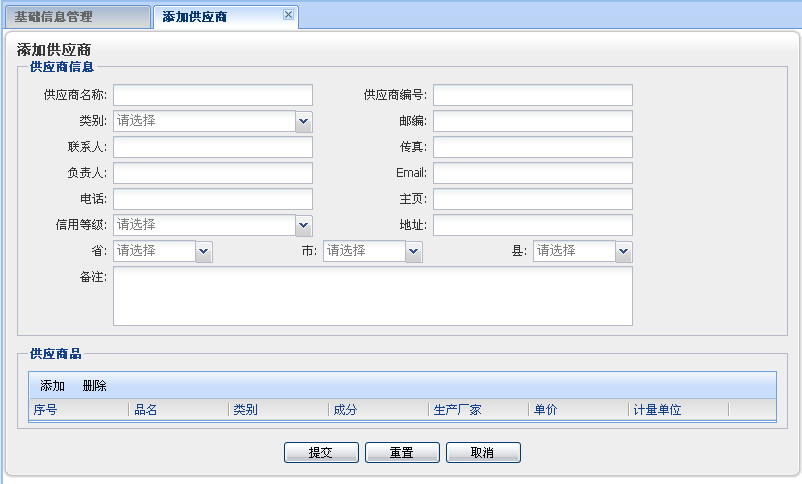 基础信息管理 添加供应商
添加供应商
供应商信息
供应商名称: 供应商编号:
类别: 请选择 邮编:
联系人: 传真:
负责人: Email:
电话: 主页:
信用等级: 请选择 地址:
省: 请选择 市: 请选择 县: 请选择
备注:
供应商品
添加 删除
序号 品名 类别 成分 生产厂家 单价 计量单位
提交 重置 取消